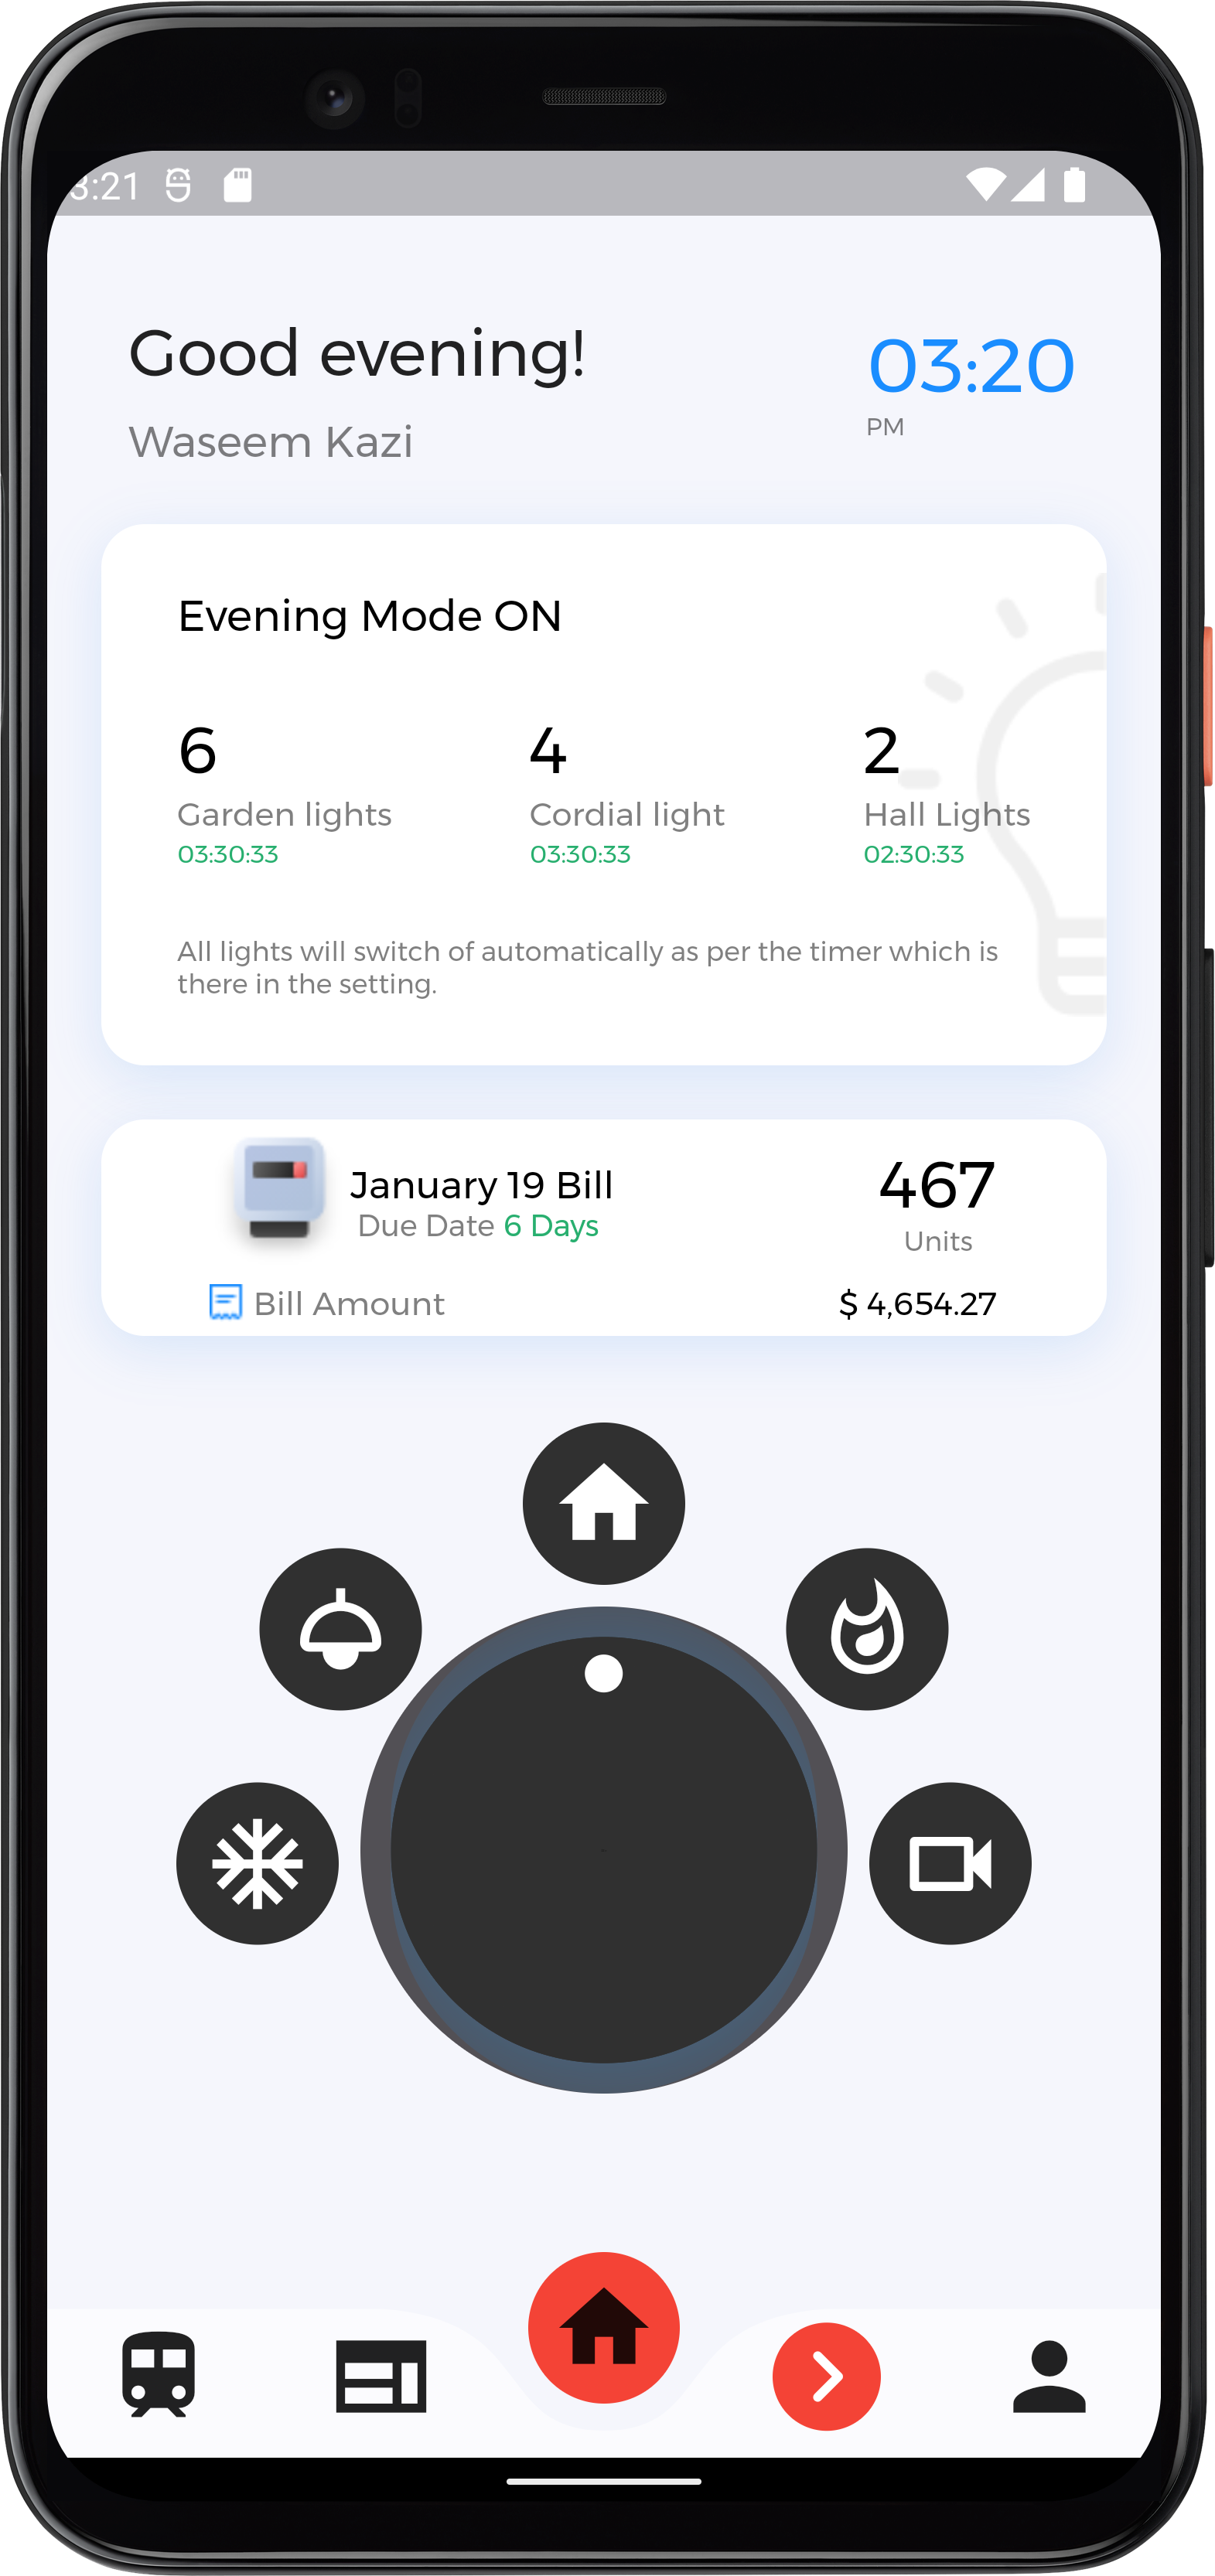 3:21
Good evening!
03:20
Waseem Kazi
PM
Evening Mode ON
6 4 2
Garden lights Cordial light Hall Lights
03:30:33 03:30:33 02:30:33
All lights will switch of automatically as per the timer which is
there in the setting.
January 19 Bill 467
Due Date 6 Days Units
Bill Amount $ 4,654.27